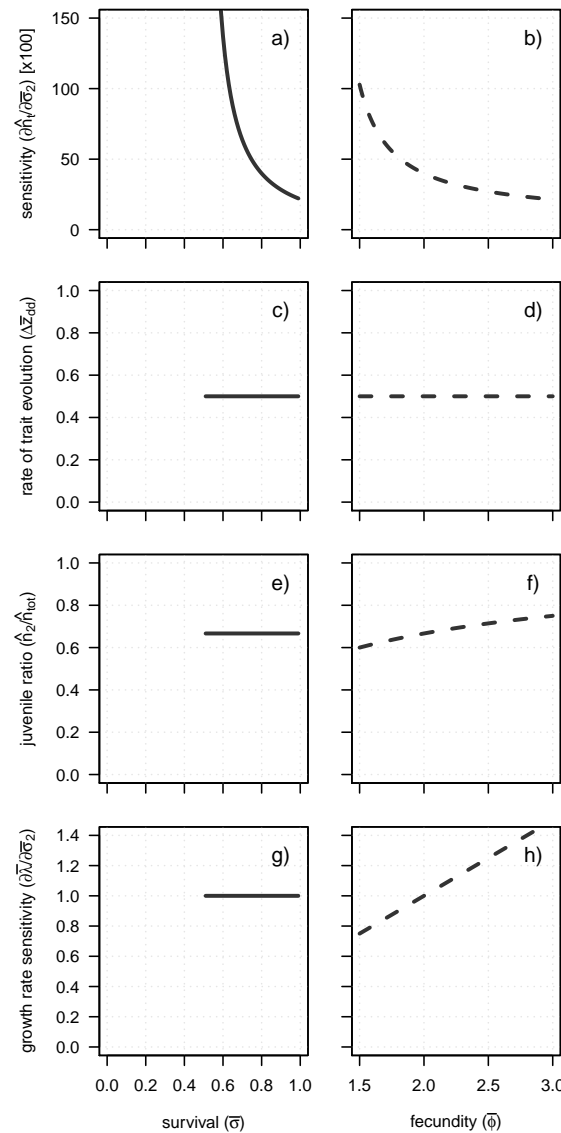 sensitivity (∂n̂ₜ/∂σ̄₂) [x100]
150
100
50
0
a)
b)
rate of trait evolution (Δz̄_dd)
1.0
0.8
0.6
0.4
0.2
0.0
c)
d)
juvenile ratio (n̂₂/n̂_tot)
1.0
0.8
0.6
0.4
0.2
0.0
e)
f)
growth rate sensitivity (∂λ̄/∂σ̄₂)
1.4
1.2
1.0
0.8
0.6
0.4
0.2
0.0
g)
h)
0.0 0.2 0.4 0.6 0.8 1.0
1.5 2.0 2.5 3.0
survival (σ̄)
fecundity (ϕ̄)